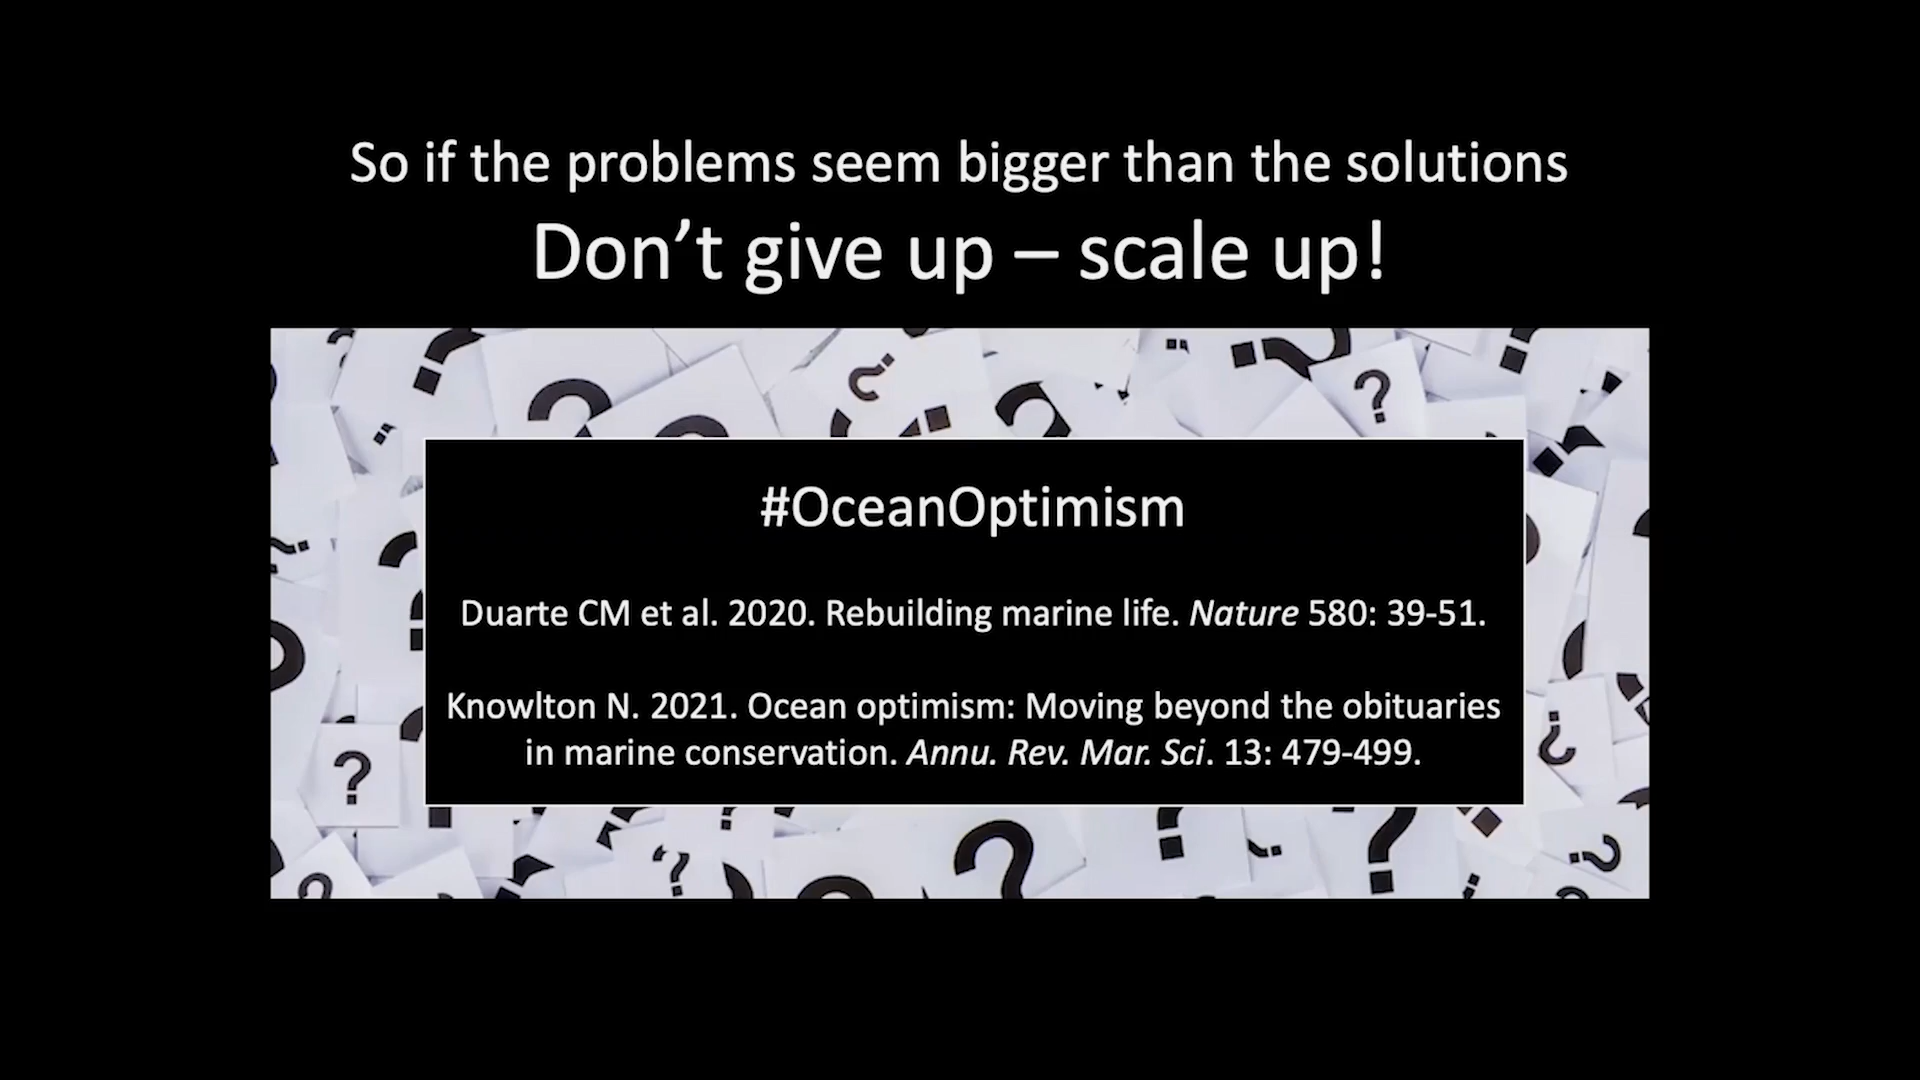 So if the problems seem bigger than the solutions
Don’t give up – scale up!
#OceanOptimism
Duarte CM et al. 2020. Rebuilding marine life. Nature 580: 39-51.
Knowlton N. 2021. Ocean optimism: Moving beyond the obituaries
in marine conservation. Annu. Rev. Mar. Sci. 13: 479-499.